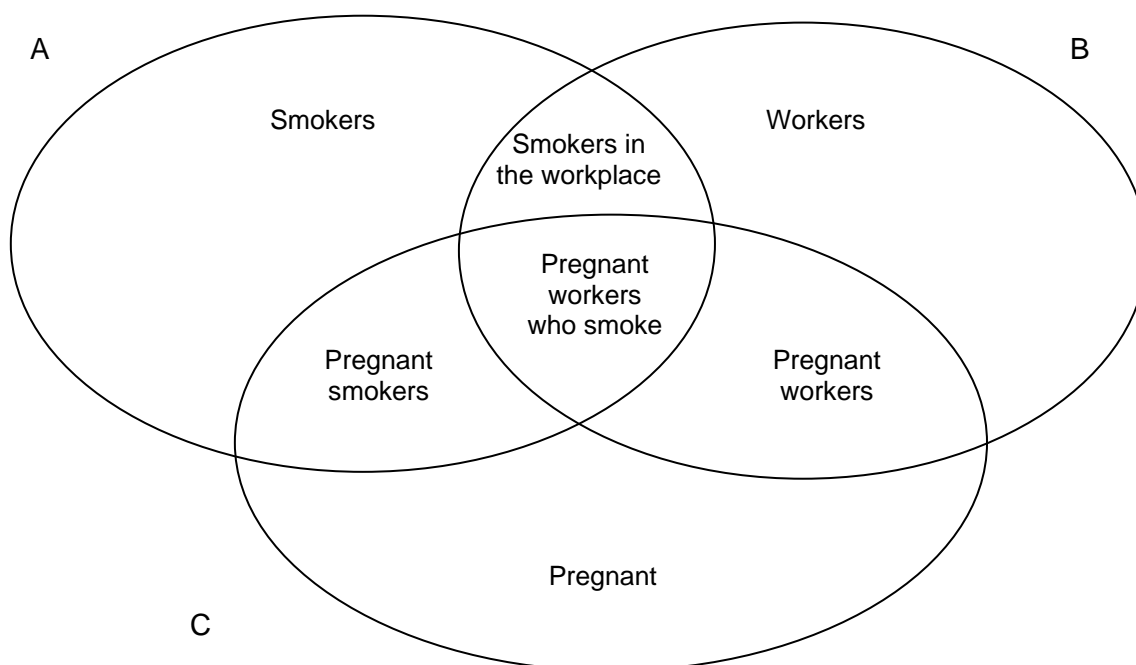 A
B
Smokers
Workers
Smokers in
the workplace
Pregnant
workers
who smoke
Pregnant
smokers
Pregnant
workers
Pregnant
C